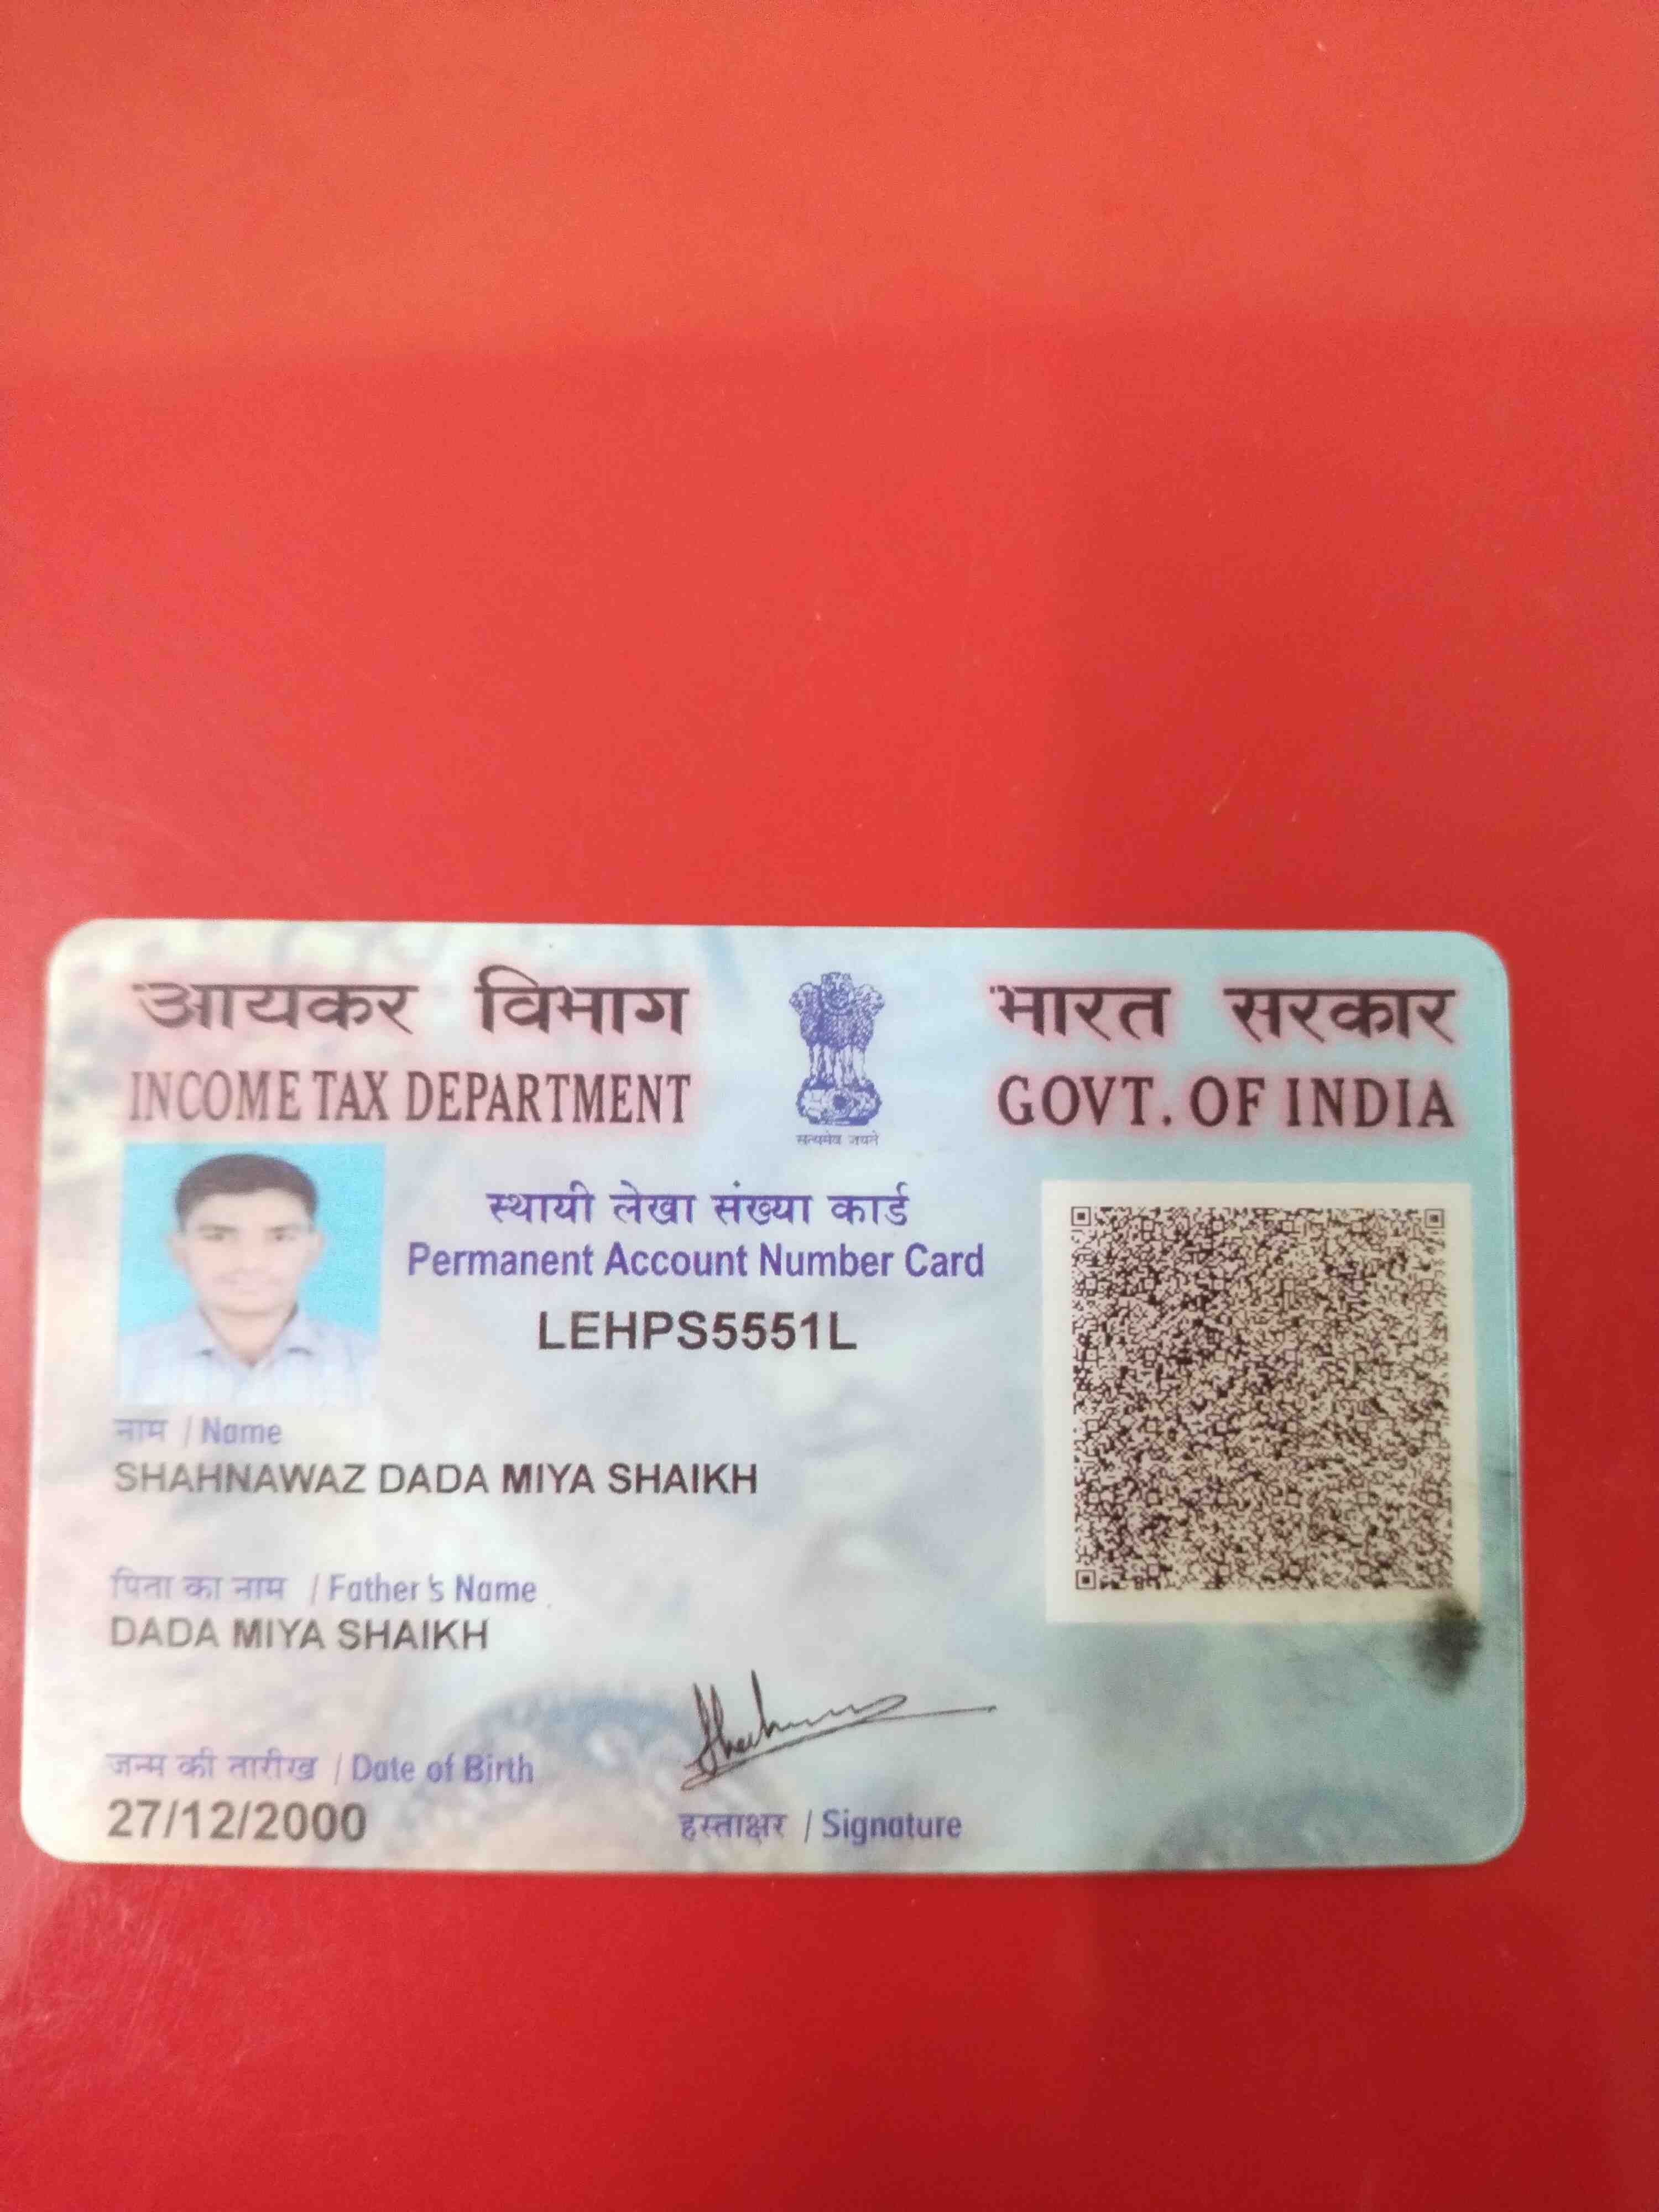 आयकर विभाग
INCOME TAX DEPARTMENT
सत्यमेव जयते
भारत सरकार
GOVT. OF INDIA
स्थायी लेखा संख्या कार्ड
Permanent Account Number Card
LEHPS5551L
नाम / Name
SHAHNAWAZ DADA MIYA SHAIKH
पिता का नाम / Father's Name
DADA MIYA SHAIKH
जन्म की तारीख / Date of Birth
27/12/2000
हस्ताक्षर / Signature